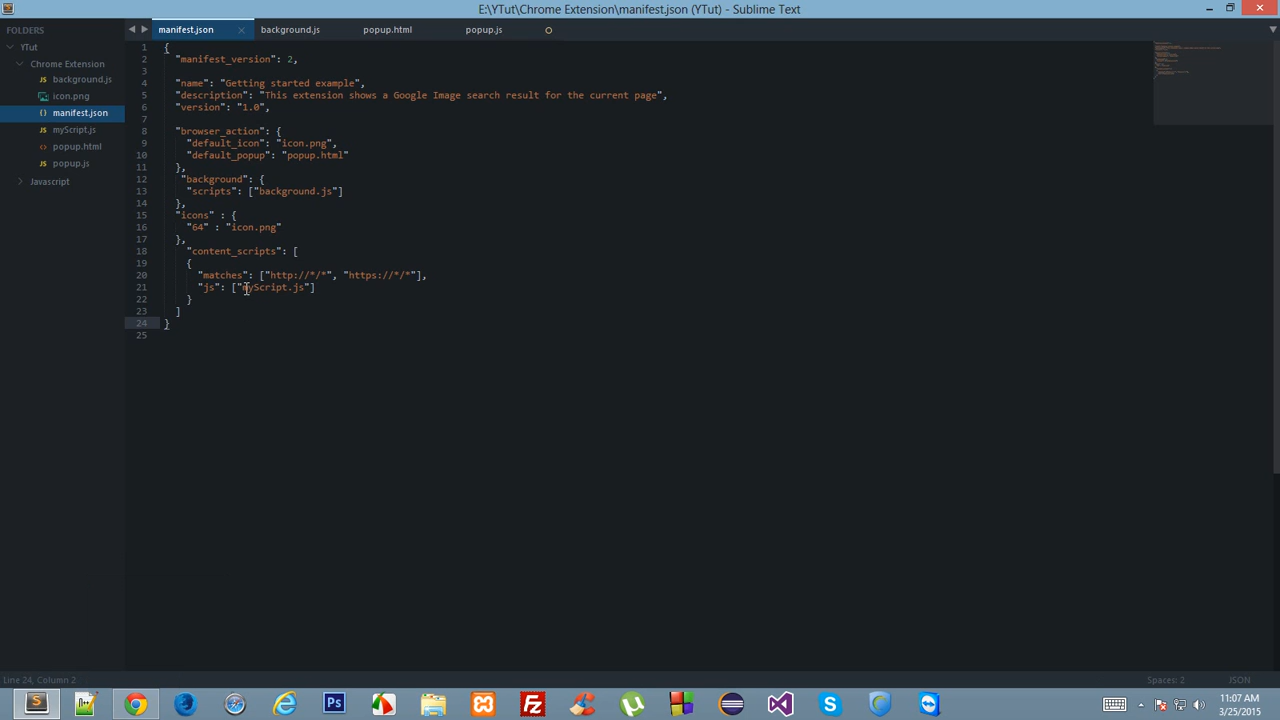 E:\YTut\Chrome Extension\manifest.json (YTut) - Sublime Text
FOLDERS
YTut
Chrome Extension
background.js
icon.png
manifest.json
myScript.js
popup.html
popup.js
Javascript
manifest.json
background.js
popup.html
popup.js
1 {
2 "manifest_version": 2,
3
4 "name": "Getting started example",
5 "description": "This extension shows a Google Image search result for the current page",
6 "version": "1.0",
7
8 "browser_action": {
9 "default_icon": "icon.png",
10 "default_popup": "popup.html"
11 },
12 "background": {
13 "scripts": ["background.js"]
14 },
15 "icons" : {
16 "64" : "icon.png"
17 },
18 "content_scripts": [
19 {
20 "matches": ["http://*/*", "https://*/*"],
21 "js": ["myScript.js"]
22 }
23 ]
24 }
25
Line 24, Column 2
Spaces: 2
JSON
Ps
Fz
11:07 AM
3/25/2015